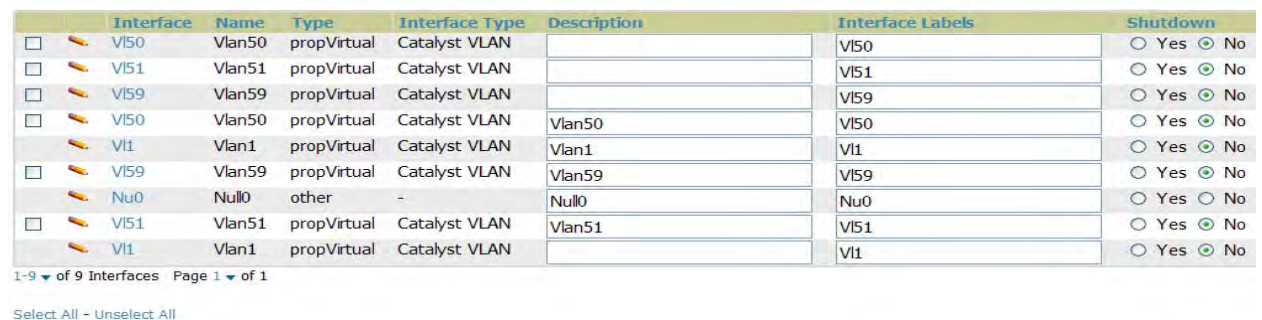 Interface Name Type Interface Type Description Interface Labels Shutdown
Vl50 Vlan50 propVirtual Catalyst VLAN Vl50 Yes No
Vl51 Vlan51 propVirtual Catalyst VLAN Vl51 Yes No
Vl59 Vlan59 propVirtual Catalyst VLAN Vl59 Yes No
Vl50 Vlan50 propVirtual Catalyst VLAN Vlan50 Vl50 Yes No
Vl1 Vlan1 propVirtual Catalyst VLAN Vlan1 Vl1 Yes No
Vl59 Vlan59 propVirtual Catalyst VLAN Vlan59 Vl59 Yes No
Nu0 Null0 other - Null0 Nu0 Yes No
Vl51 Vlan51 propVirtual Catalyst VLAN Vlan51 Vl51 Yes No
Vl1 Vlan1 propVirtual Catalyst VLAN Vl1 Yes No
1-9 of 9 Interfaces Page 1 of 1
Select All - Unselect All